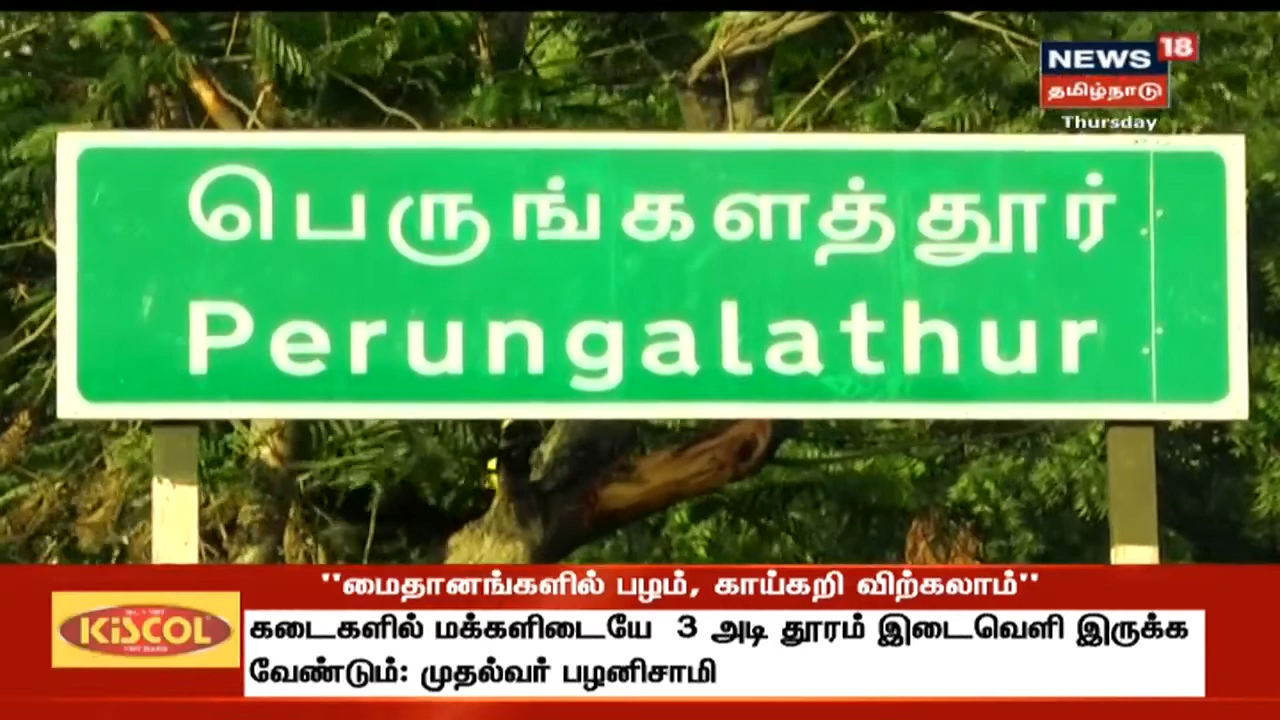 NEWS 18
தமிழ்நாடு
Thursday
பெருங்களத்தூர்
Perungalathur
"மைதானங்களில் பழம், காய்கறி விற்கலாம்"
KiSCOL
கடைகளில் மக்களிடையே 3 அடி தூரம் இடைவெளி இருக்க
வேண்டும்: முதல்வர் பழனிசாமி